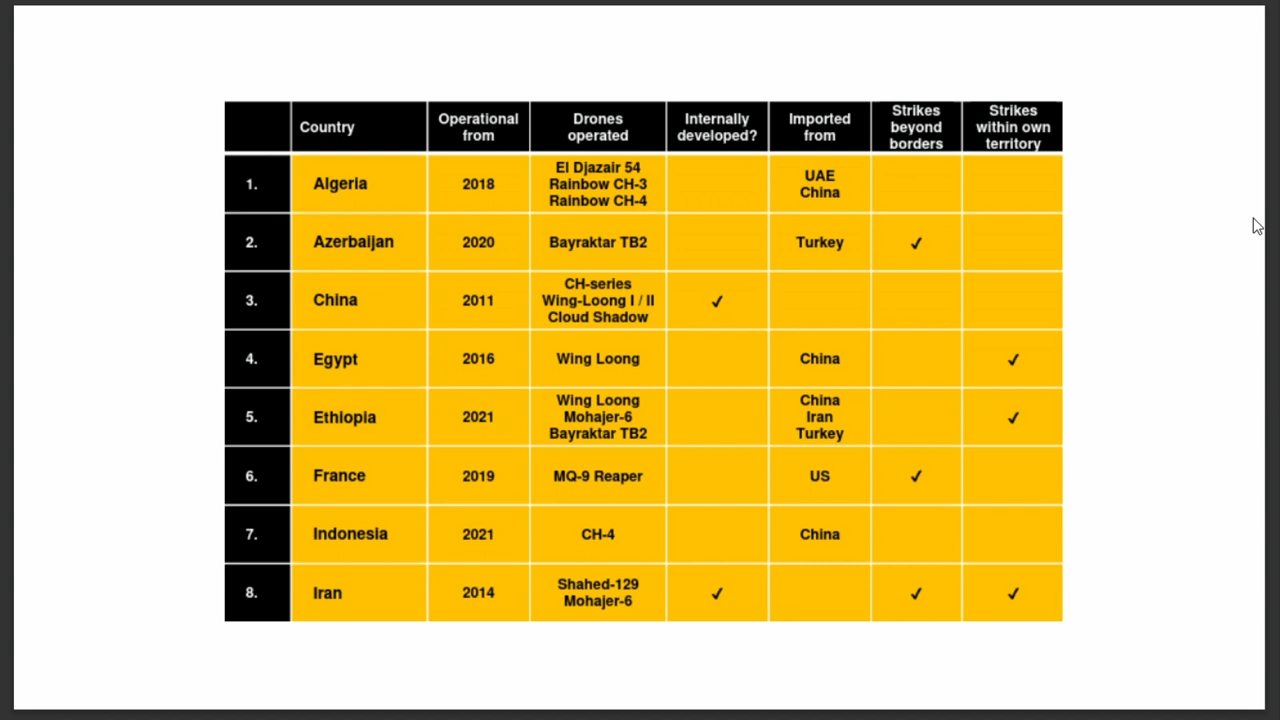 Country
Operational
from
Drones
operated
Internally
developed?
Imported
from
Strikes
beyond
borders
Strikes
within own
territory
1.
Algeria
2018
El Djazair 54
Rainbow CH-3
Rainbow CH-4
UAE
China
2.
Azerbaijan
2020
Bayraktar TB2
Turkey
✓
3.
China
2011
CH-series
Wing-Loong I / II
Cloud Shadow
✓
4.
Egypt
2016
Wing Loong
China
✓
5.
Ethiopia
2021
Wing Loong
Mohajer-6
Bayraktar TB2
China
Iran
Turkey
✓
6.
France
2019
MQ-9 Reaper
US
✓
7.
Indonesia
2021
CH-4
China
8.
Iran
2014
Shahed-129
Mohajer-6
✓
✓
✓